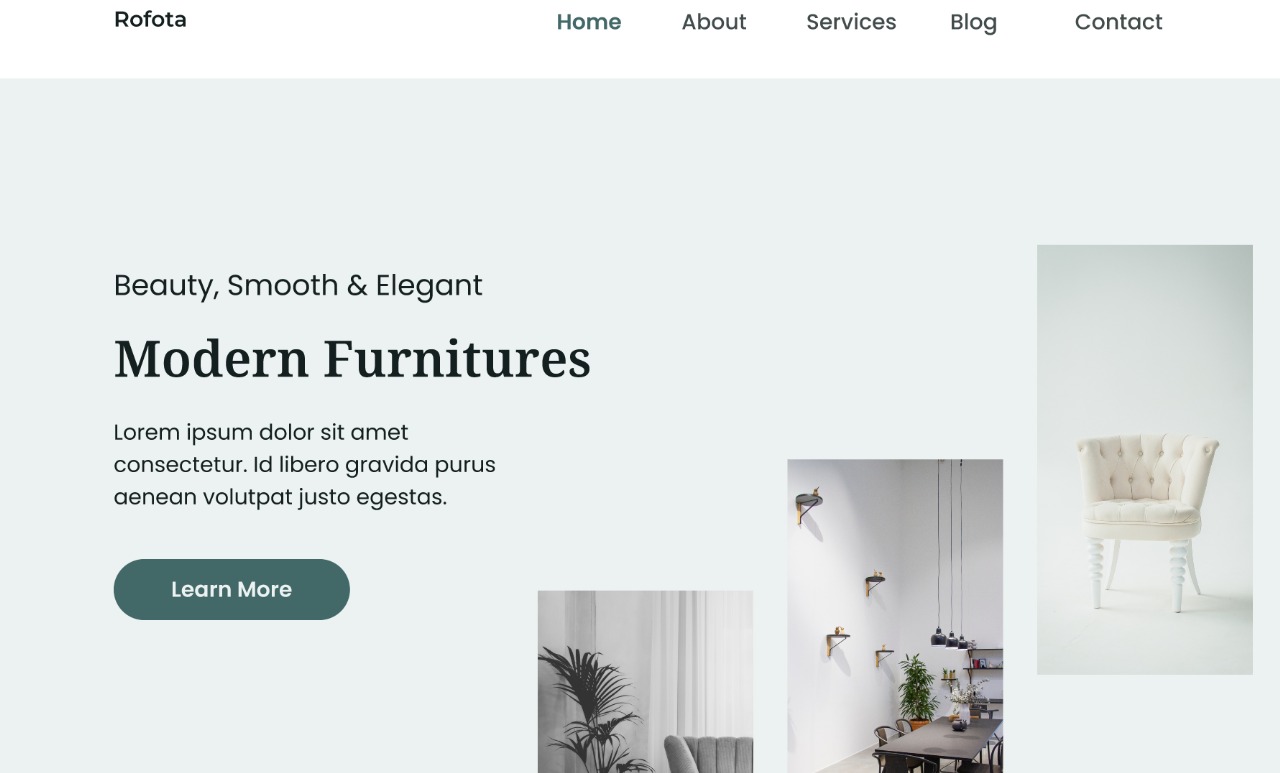 Rofota
Home About Services Blog Contact
Beauty, Smooth & Elegant
Modern Furnitures
Lorem ipsum dolor sit amet
consectetur. Id libero gravida purus
aenean volutpat justo egestas.
Learn More